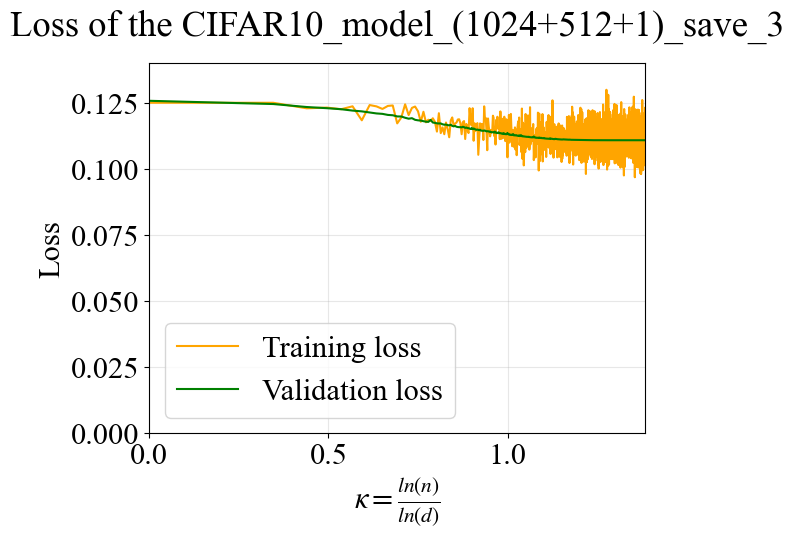 Loss of the CIFAR10_model_(1024+512+1)_save_3
0.125
0.100
0.075
0.050
0.025
0.000
Loss
Training loss
Validation loss
0.0 0.5 1.0
κ = ln(n)/ln(d)